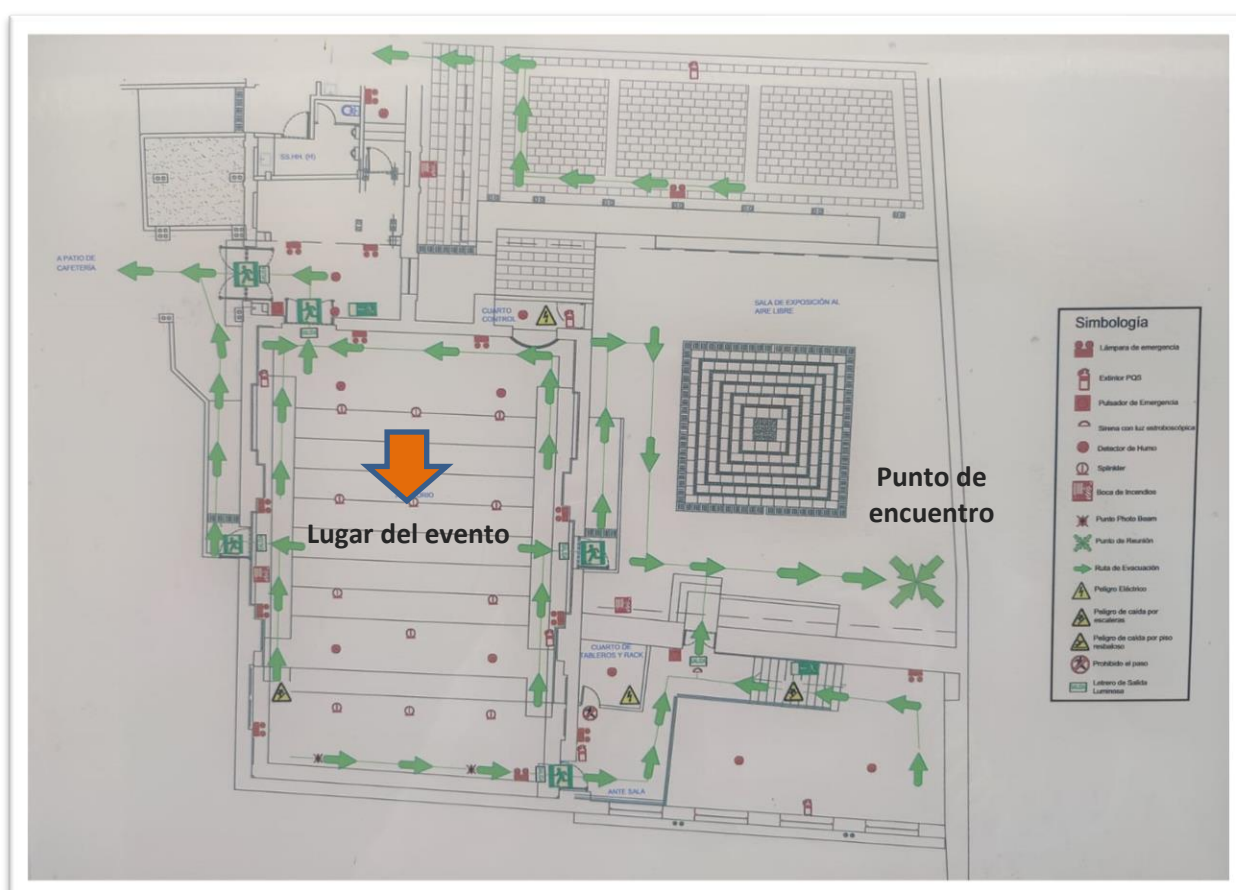 SS.HH. (H)
A PATIO DE
CAFETERÍA
CUARTO
CONTROL
SALA DE EXPOSICIÓN AL
AIRE LIBRE
Lugar del evento
Punto de
encuentro
CUARTO DE
TABLEROS Y RACK
ANTE SALA
Simbología
Lámpara de emergencia
Extintor PQS
Pulsador de Emergencia
Sirena con luz estroboscópica
Detector de Humo
Splinkler
Boca de Incendios
Punto Photo Beam
Punto de Reunión
Ruta de Evacuación
Peligro Eléctrico
Peligro de caída por
escaleras
Peligro de caída por piso
resbaloso
Prohibido el paso
Letrero de Salida
Luminosa